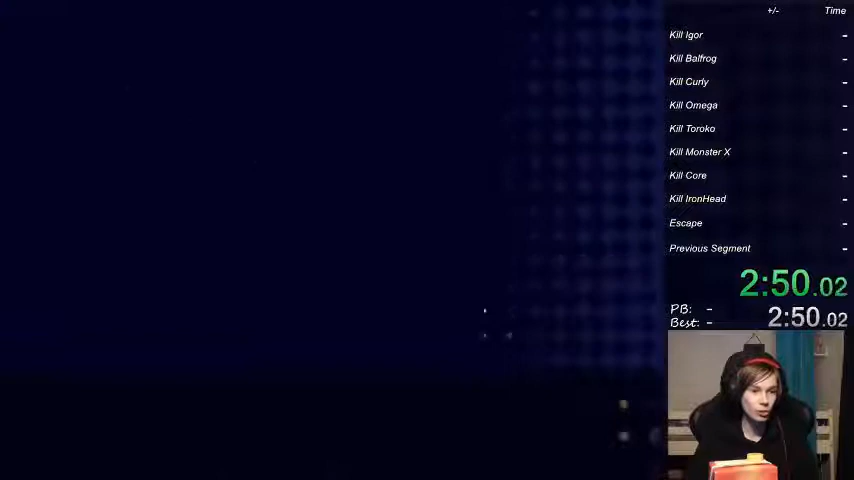 +/- Time
Kill Igor -
Kill Balfrog -
Kill Curly -
Kill Omega -
Kill Toroko -
Kill Monster X -
Kill Core -
Kill IronHead -
Escape -
Previous Segment -
2:50.02
PB: -
Best: - 2:50.02